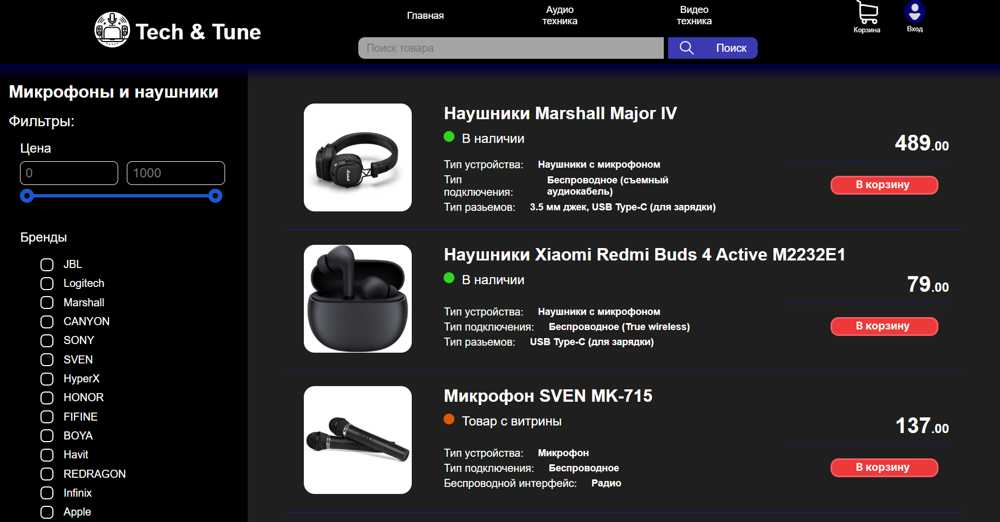 Tech & Tune
Главная
Аудио
техника
Видео
техника
Корзина
Вход
Поиск товара
Поиск
Микрофоны и наушники
Фильтры:
Цена
0
1000
Бренды
JBL
Logitech
Marshall
CANYON
SONY
SVEN
HyperX
HONOR
FIFINE
BOYA
Havit
REDRAGON
Infinix
Apple
Наушники Marshall Major IV
В наличии
Тип устройства: Наушники с микрофоном
Тип
подключения:
Беспроводное (съемный
аудиокабель)
Тип разьемов: 3.5 мм джек, USB Type-C (для зарядки)
489.00
В корзину
Наушники Xiaomi Redmi Buds 4 Active M2232E1
В наличии
Тип устройства: Наушники с микрофоном
Тип подключения: Беспроводное (True wireless)
Тип разьемов: USB Type-C (для зарядки)
79.00
В корзину
Микрофон SVEN MK-715
Товар с витрины
Тип устройства: Микрофон
Тип подключения: Беспроводное
Беспроводной интерфейс: Радио
137.00
В корзину